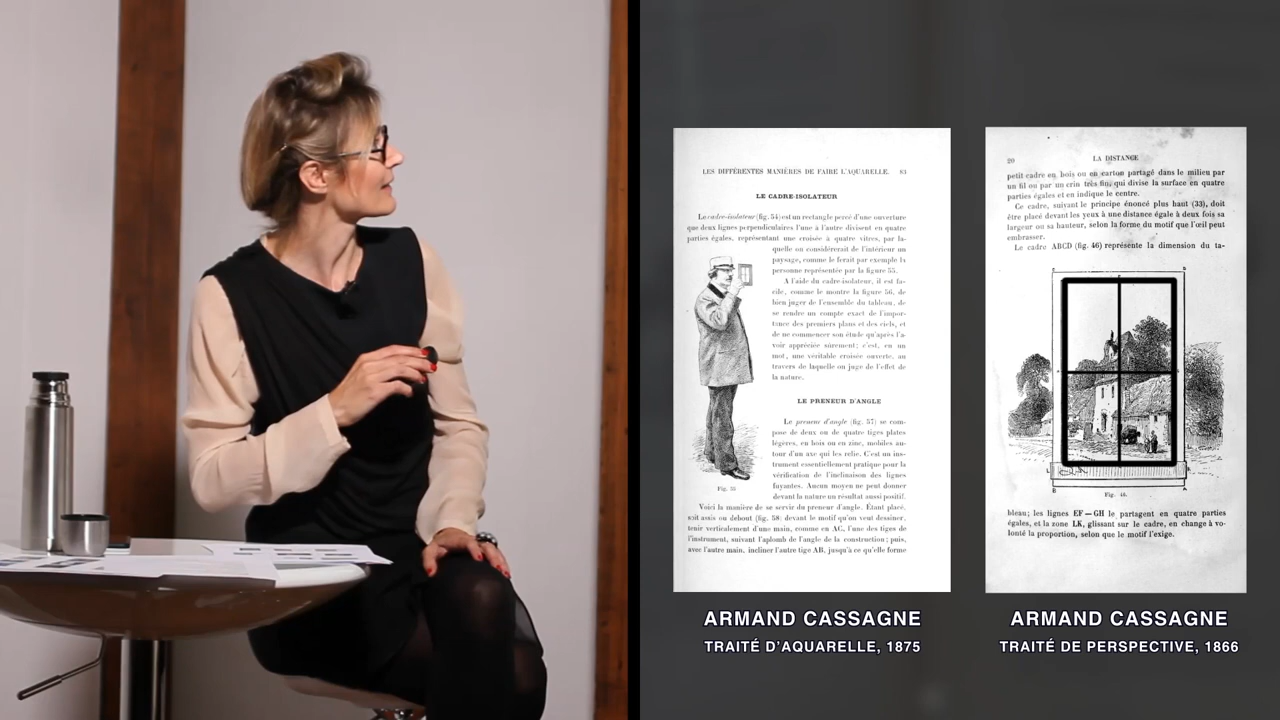 LES DIFFÉRENTES MANIÈRES DE FAIRE L'AQUARELLE. 83
LE CADRE-ISOLATEUR
Le cadre-isolateur (fig. 54) est un rectangle percé d'une ouverture
que deux lignes perpendiculaires l'une à l'autre divisent en quatre
parties égales, représentant une croisée à quatre vitres, par la-
quelle on considérerait de l'intérieur un
paysage, comme le ferait par exemple la
personne représentée par la figure 55.
A l'aide du cadre-isolateur, il est fa-
cile, comme le montre la figure 56, de
bien juger de l'ensemble du tableau, de
se rendre un compte exact de l'impor-
tance des premiers plans et des ciels, et
de ne commencer son étude qu'après l'a-
voir appréciée sûrement; c'est, en un
mot, une véritable croisée ouverte, au
travers de laquelle on juge de l'effet de
la nature.
LE PRENEUR D'ANGLE
Le preneur d'angle (fig. 57) se com-
pose de deux ou de quatre tiges plates
légères, en bois ou en zinc, mobiles au-
tour d'un axe qui les relie. C'est un ins-
trument essentiellement pratique pour la
vérification de l'inclinaison des lignes
fuyantes. Aucun moyen ne peut donner
devant la nature un résultat aussi positif.
Fig. 55
Voici la manière de se servir du preneur d'angle. Étant placé,
soit assis ou debout (fig. 58) devant le motif qu'on veut dessiner,
tenir verticalement d'une main, comme en AC, l'une des tiges de
l'instrument, suivant l'aplomb de l'angle de la construction; puis,
avec l'autre main, incliner l'autre tige AB, jusqu'à ce qu'elle forme
ARMAND CASSAGNE
TRAITÉ D'AQUARELLE, 1875
20 LA DISTANCE
petit cadre en bois ou en carton partagé dans le milieu par
un fil ou par un crin très fin, qui divise la surface en quatre
parties égales et en indique le centre.
Ce cadre, suivant le principe énoncé plus haut (33), doit
être placé devant les yeux à une distance égale à deux fois sa
largeur ou sa hauteur, selon la forme du motif que l'œil peut
embrasser.
Le cadre ABCD (fig. 46) représente la dimension du ta-
Fig. 46.
bleau; les lignes EF—GH le partagent en quatre parties
égales, et la zone LK, glissant sur le cadre, en change à vo-
lonté la proportion, selon que le motif l'exige.
ARMAND CASSAGNE
TRAITÉ DE PERSPECTIVE, 1866